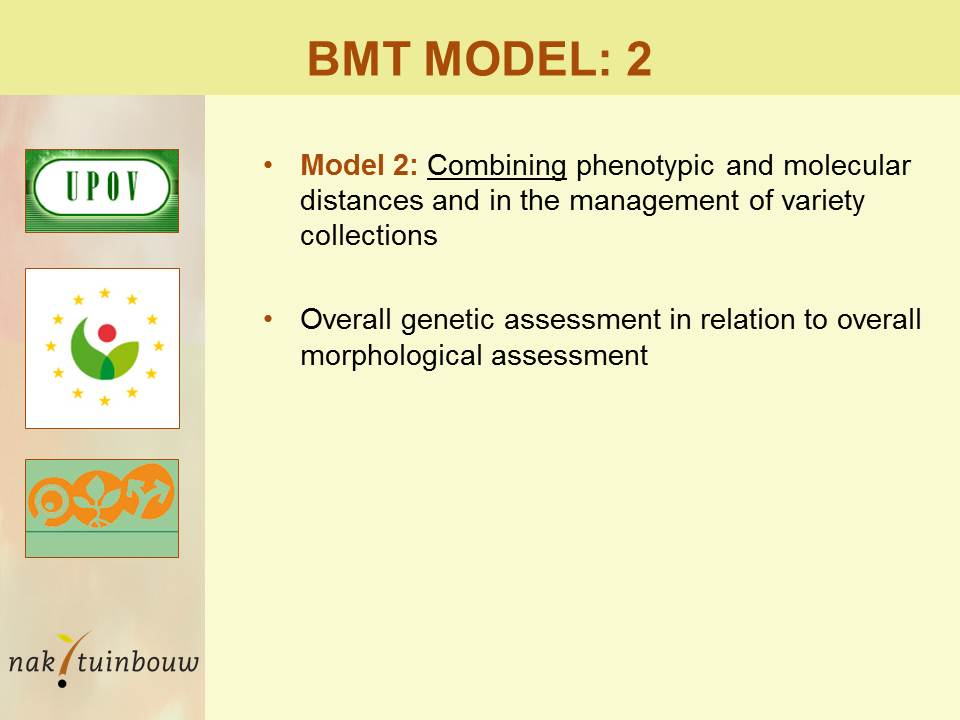 BMT MODEL: 2
UPOV
• Model 2: Combining phenotypic and molecular
distances and in the management of variety
collections
• Overall genetic assessment in relation to overall
morphological assessment
nak tuinbouw